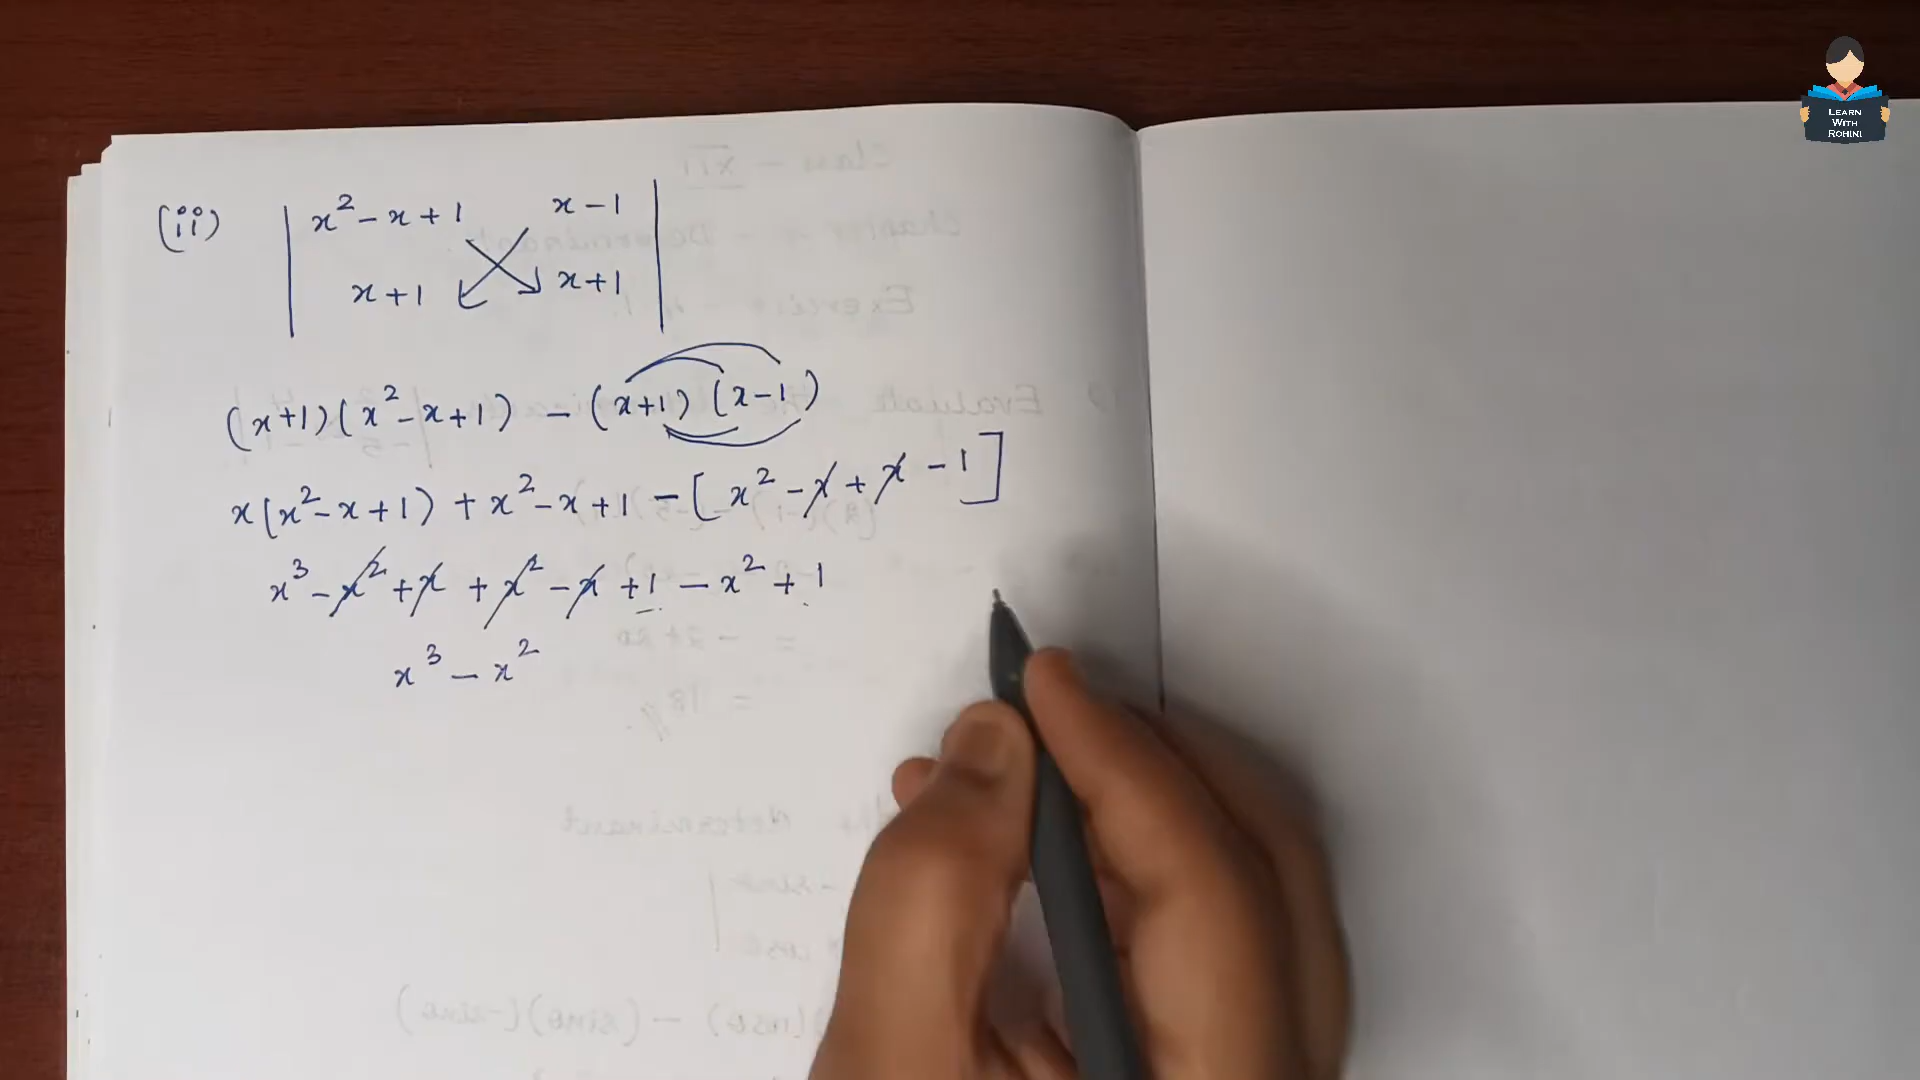 (ii) | x² - x + 1   x - 1 |
| x + 1   x + 1 |
(x+1)(x² - x + 1) - (x+1)(x-1)
x(x² - x + 1) + x² - x + 1 - [x² - x + x - 1]
x³ - x² + x + x² - x + 1 - x² + 1
x³ - x²
LEARN
WITH
ROHINI